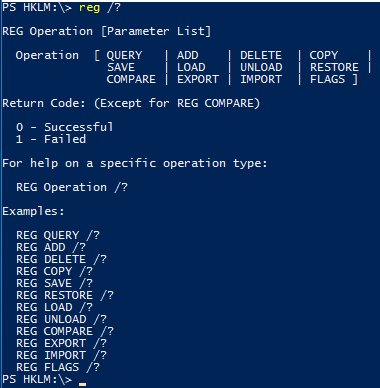 PS HKLM:\> reg /?
REG Operation [Parameter List]
Operation [ QUERY | ADD | DELETE | COPY |
SAVE | LOAD | UNLOAD | RESTORE |
COMPARE | EXPORT | IMPORT | FLAGS ]
Return Code: (Except for REG COMPARE)
0 - Successful
1 - Failed
For help on a specific operation type:
REG Operation /?
Examples:
REG QUERY /?
REG ADD /?
REG DELETE /?
REG COPY /?
REG SAVE /?
REG RESTORE /?
REG LOAD /?
REG UNLOAD /?
REG COMPARE /?
REG EXPORT /?
REG IMPORT /?
REG FLAGS /?
PS HKLM:\> _